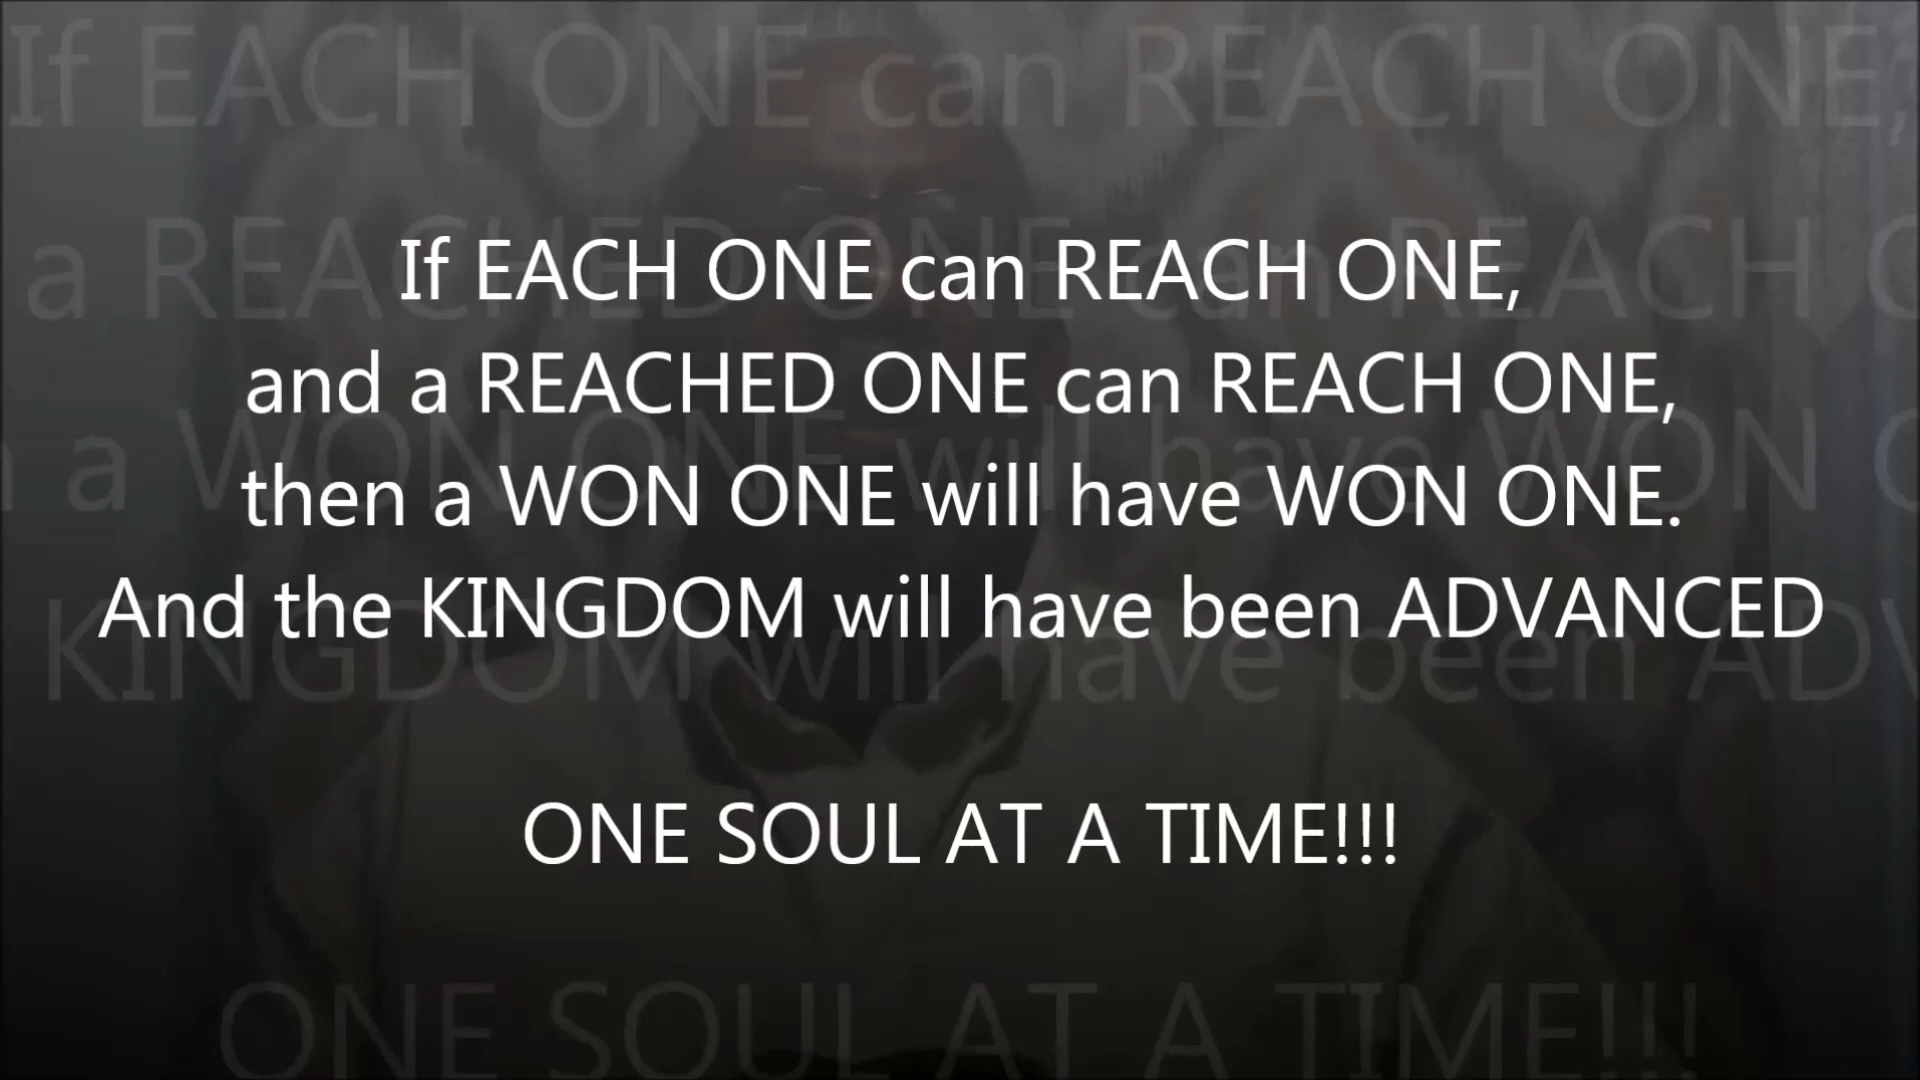 If EACH ONE can REACH ONE,
and a REACHED ONE can REACH ONE,
then a WON ONE will have WON ONE.
And the KINGDOM will have been ADVANCED
ONE SOUL AT A TIME!!!